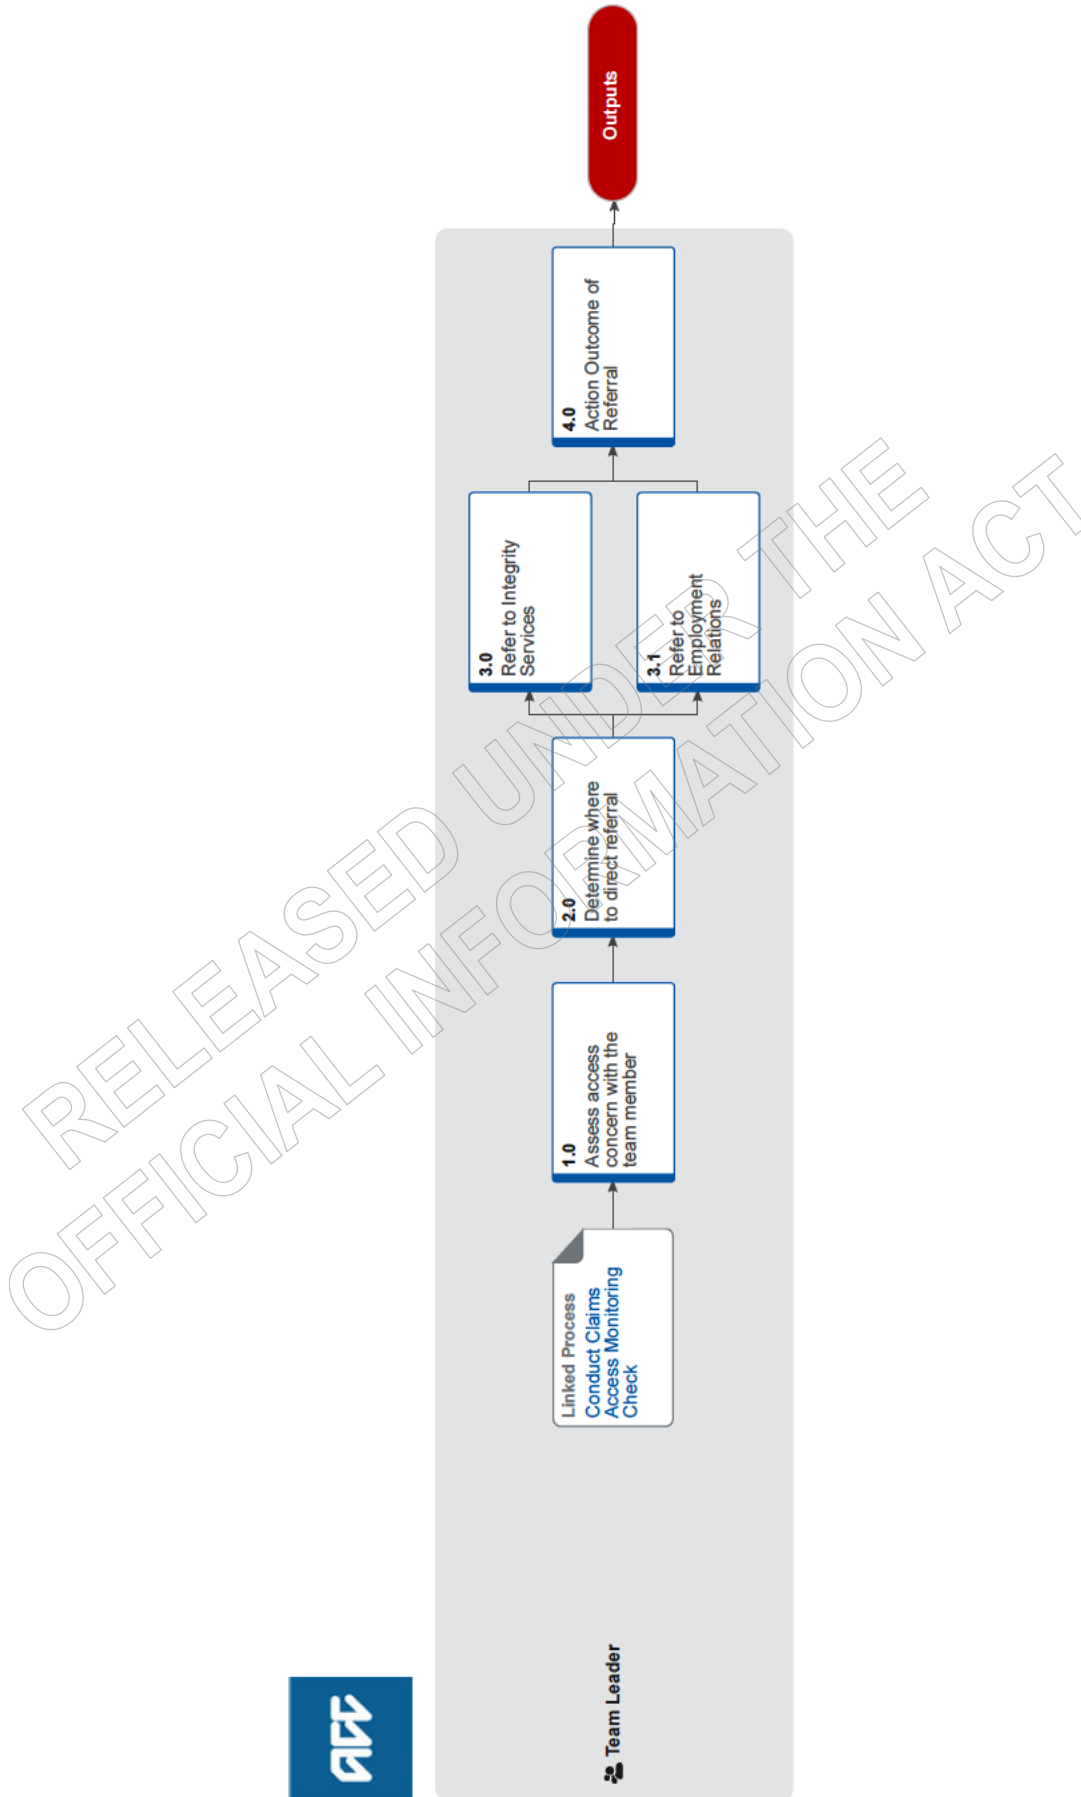 ACC
Team Leader
Linked Process
Conduct Claims
Access Monitoring
Check
1.0
Assess access
concern with the
team member
2.0
Determine where
to direct referral
3.0
Refer to Integrity
Services
3.1
Refer to
Employment
Relations
4.0
Action Outcome of
Referral
Outputs
RELEASED UNDER THE
OFFICIAL INFORMATION ACT